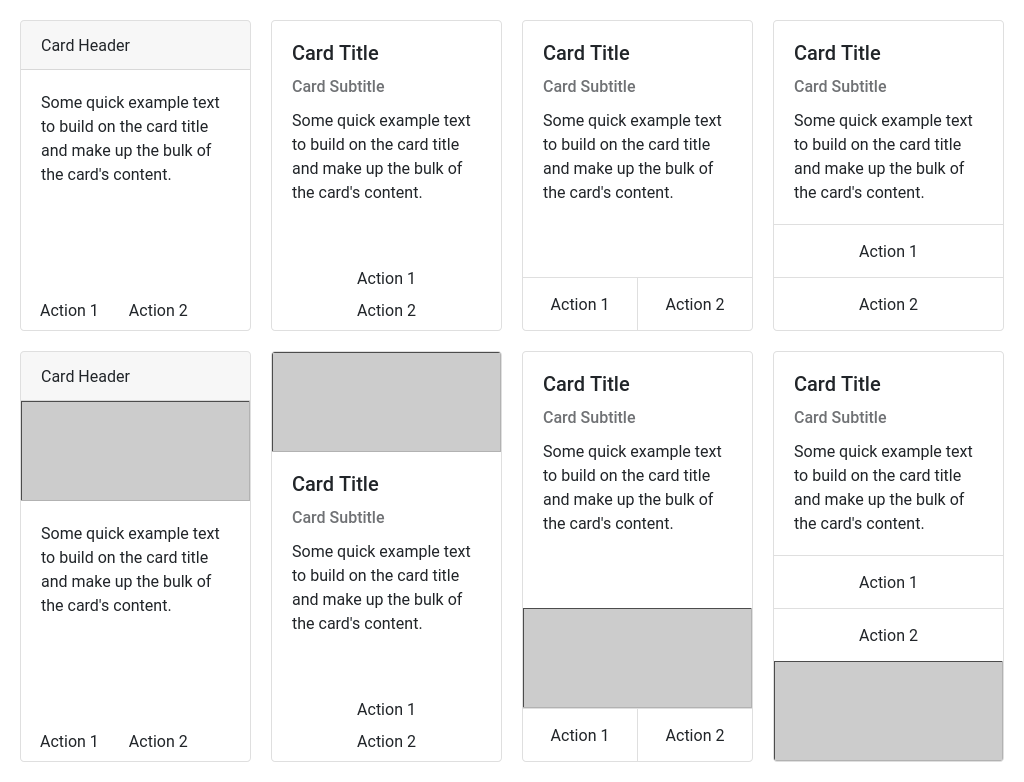 Card Header
Some quick example text
to build on the card title
and make up the bulk of
the card's content.
Action 1 Action 2
Card Title
Card Subtitle
Some quick example text
to build on the card title
and make up the bulk of
the card's content.
Action 1
Action 2
Card Title
Card Subtitle
Some quick example text
to build on the card title
and make up the bulk of
the card's content.
Action 1 Action 2
Card Title
Card Subtitle
Some quick example text
to build on the card title
and make up the bulk of
the card's content.
Action 1
Action 2
Card Header
Some quick example text
to build on the card title
and make up the bulk of
the card's content.
Action 1 Action 2
Card Title
Card Subtitle
Some quick example text
to build on the card title
and make up the bulk of
the card's content.
Action 1
Action 2
Card Title
Card Subtitle
Some quick example text
to build on the card title
and make up the bulk of
the card's content.
Action 1 Action 2
Card Title
Card Subtitle
Some quick example text
to build on the card title
and make up the bulk of
the card's content.
Action 1
Action 2